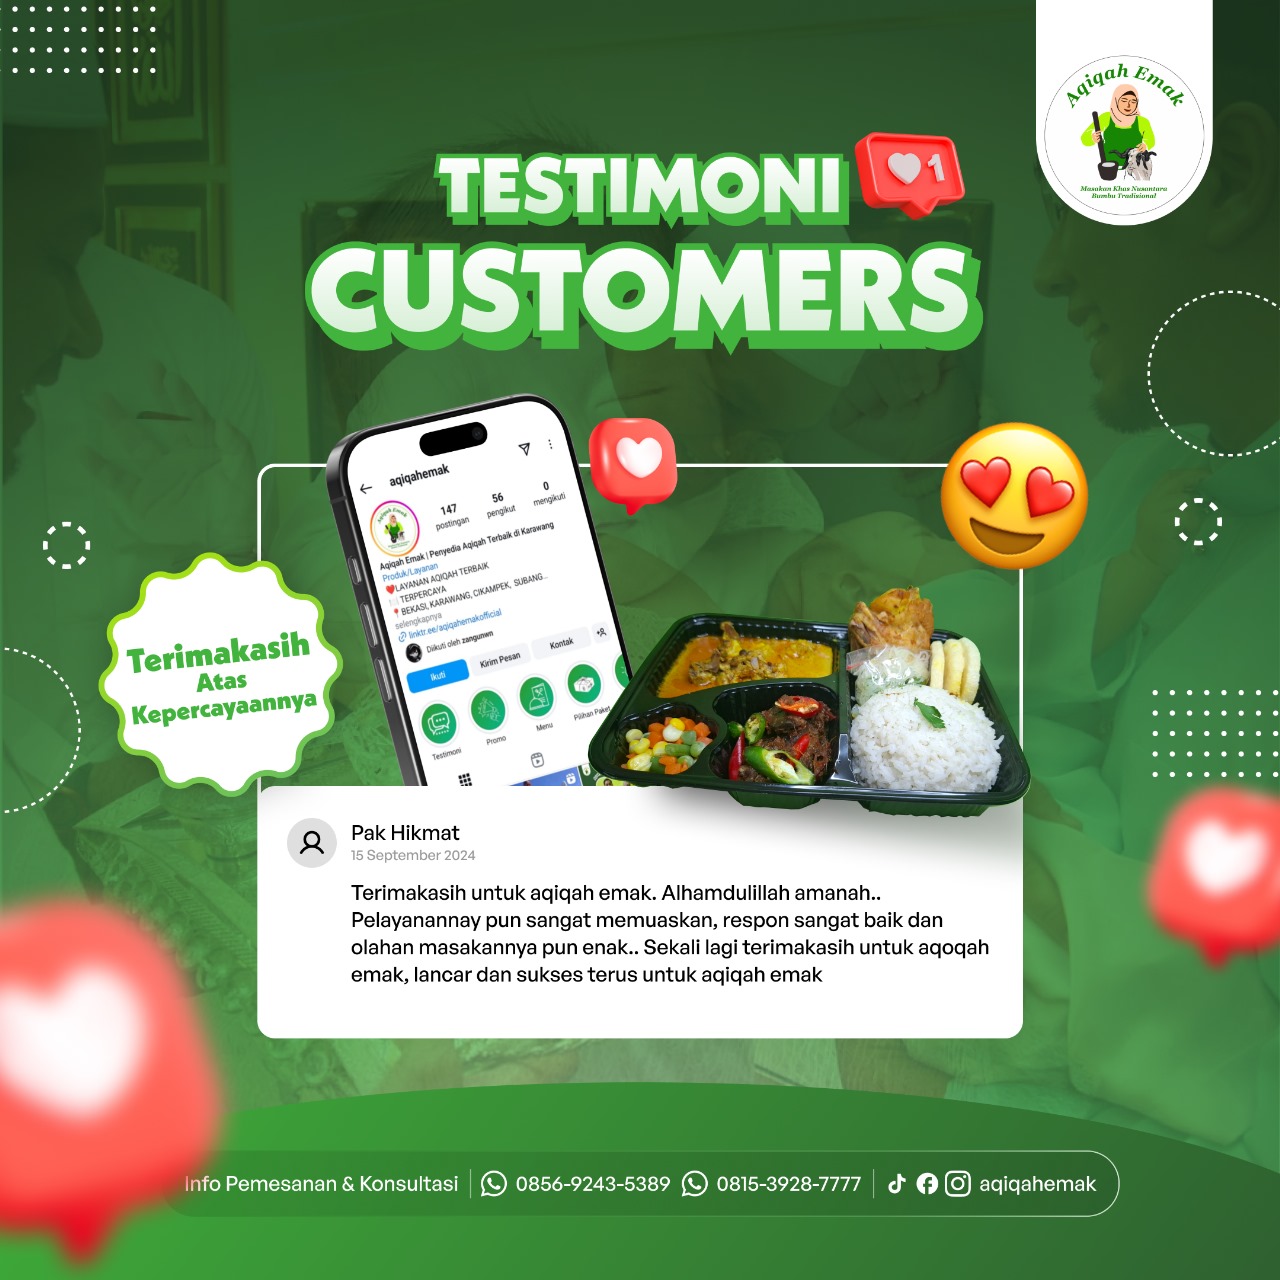 Aqiqah Emak
Masakan Khas Nusantara
Bumbu Tradisional
TESTIMONI
1
CUSTOMERS
aqiqahemak
147
postingan
56
pengikut
0
mengikuti
Aqiqah Emak
Aqiqah Emak | Penyedia Aqiqah Terbaik di Karawang
Produk/Layanan
LAYANAN AQIQAH TERBAIK
TERPERCAYA
BEKASI, KARAWANG, CIKAMPEK, SUBANG...
selengkapnya
linktr.ee/aqiqahemakofficial
Diikuti oleh zangunwn
Ikuti
Kirim Pesan
Kontak
Testimoni
Promo
Menu
Pilihan Paket
Terimakasih
Atas
Kepercayaannya
Pak Hikmat
15 September 2024
Terimakasih untuk aqiqah emak. Alhamdulillah amanah..
Pelayanannay pun sangat memuaskan, respon sangat baik dan
olahan masakannya pun enak.. Sekali lagi terimakasih untuk aqoqah
emak, lancar dan sukses terus untuk aqiqah emak
Info Pemesanan & Konsultasi
0856-9243-5389
0815-3928-7777
aqiqahemak